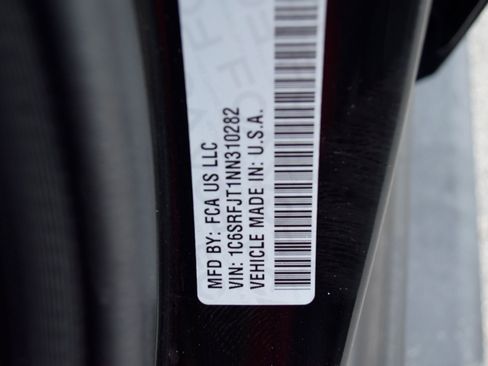 MFD BY: FCA US LLC
VIN: 1C6SRFJT1NN310282
VEHICLE MADE IN: U.S.A.